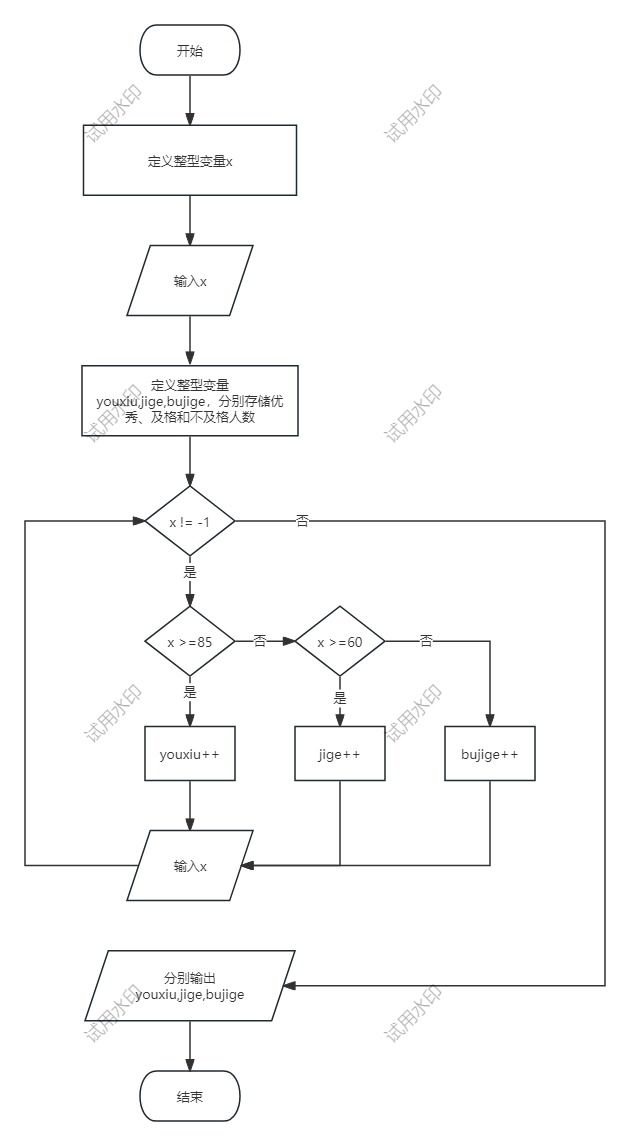 开始
试用水印
试用水印
定义整型变量x
输入x
定义整型变量
youxiu,jige,bujige，分别存储优
秀、及格和不及格人数
试用水印
试用水印
x != -1
否
是
x >=85
否
x >=60
否
是
是
试用水印
试用水印
youxiu++
jige++
bujige++
输入x
分别输出
youxiu,jige,bujige
试用水印
试用水印
结束